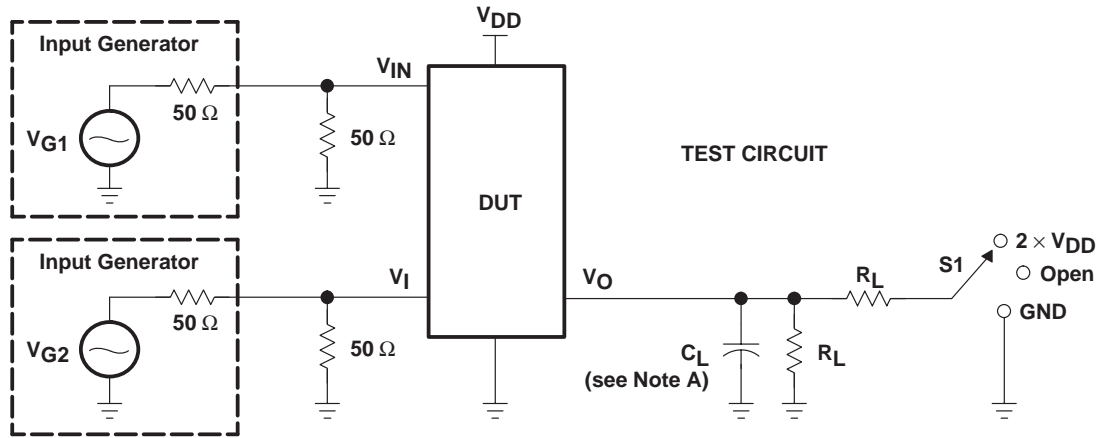 VDD
Input Generator
VIN
50 Ω
VG1
50 Ω
TEST CIRCUIT
DUT
Input Generator
VI
VO
50 Ω
VG2
50 Ω
CL
(see Note A)
RL
RL
S1
2 × VDD
Open
GND